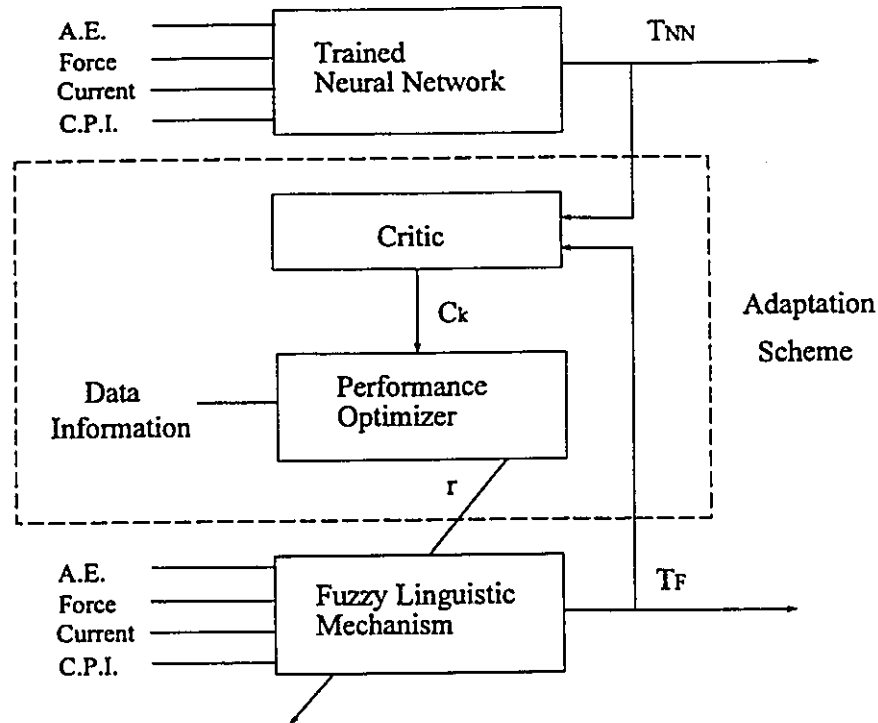 A.E.
Force
Current
C.P.I.
Trained
Neural Network
TNN
Critic
Ck
Adaptation
Scheme
Data
Information
Performance
Optimizer
r
A.E.
Force
Current
C.P.I.
Fuzzy Linguistic
Mechanism
TF